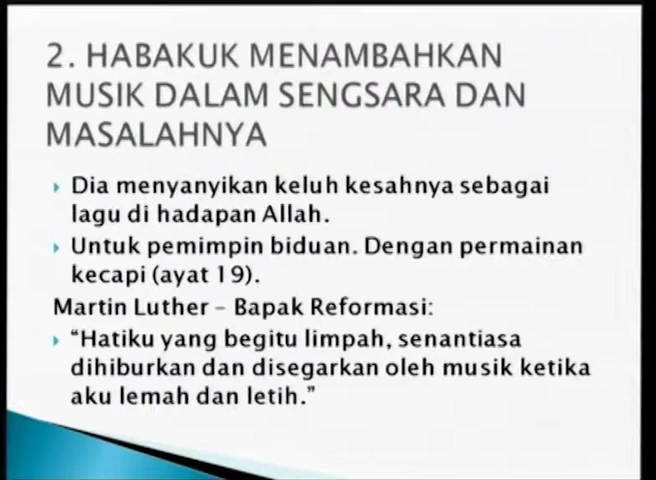 2. HABAKUK MENAMBAHKAN
MUSIK DALAM SENGSARA DAN
MASALAHNYA
Dia menyanyikan keluh kesahnya sebagai
lagu di hadapan Allah.
Untuk pemimpin biduan. Dengan permainan
kecapi (ayat 19).
Martin Luther – Bapak Reformasi:
“Hatiku yang begitu limpah, senantiasa
dihiburkan dan disegarkan oleh musik ketika
aku lemah dan letih.”